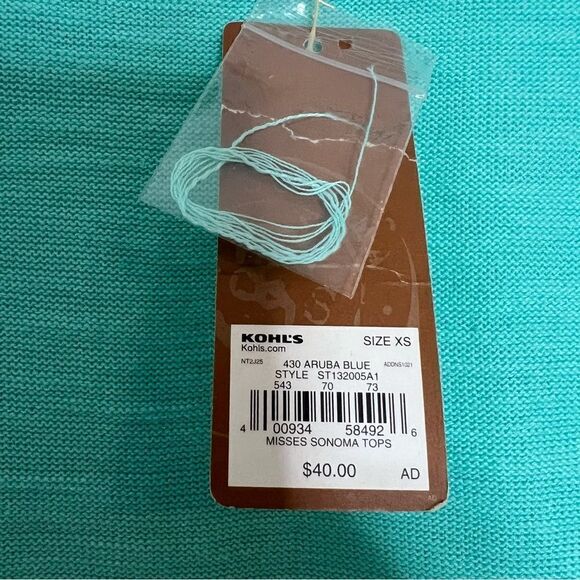 KOHL'S SIZE XS
Kohls.com
NT2J25 430 ARUBA BLUE ADDNS1021
STYLE ST132005A1
543 70 73
4 00934 58492 6
MISSES SONOMA TOPS
$40.00 AD